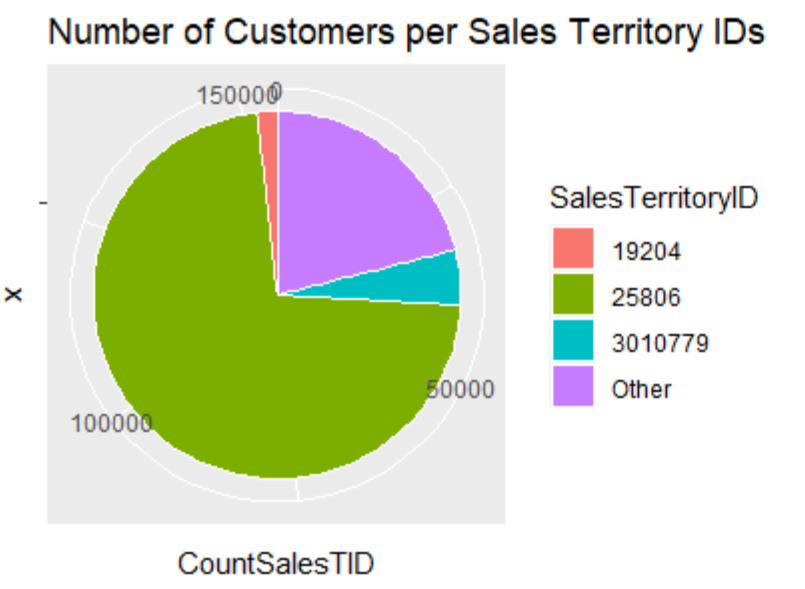 Number of Customers per Sales Territory IDs
150000
0
50000
100000
x
CountSalesTID
SalesTerritoryID
19204
25806
3010779
Other